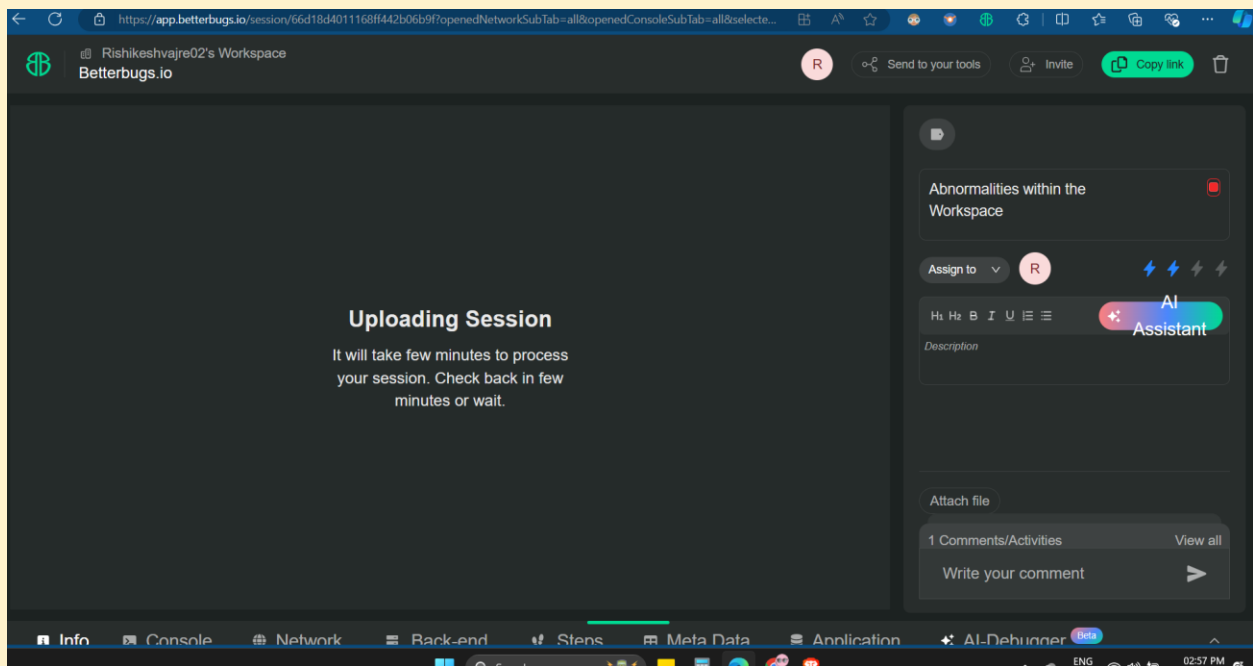 https://app.betterbugs.io/session/66d18d4011168ff442b06b9f?openedNetworkSubTab=all&openedConsoleSubTab=all&selecte...
Rishikeshvajre02's Workspace
Betterbugs.io
R
Send to your tools
Invite
Copy link
Abnormalities within the
Workspace
Assign to
R
H1 H2 B I U
AI
Assistant
Description
Uploading Session
It will take few minutes to process
your session. Check back in few
minutes or wait.
Attach file
1 Comments/Activities
View all
Write your comment
Info
Console
Network
Back-end
Steps
Meta Data
Application
AI-Debugger
Beta
ENG
02:57 PM